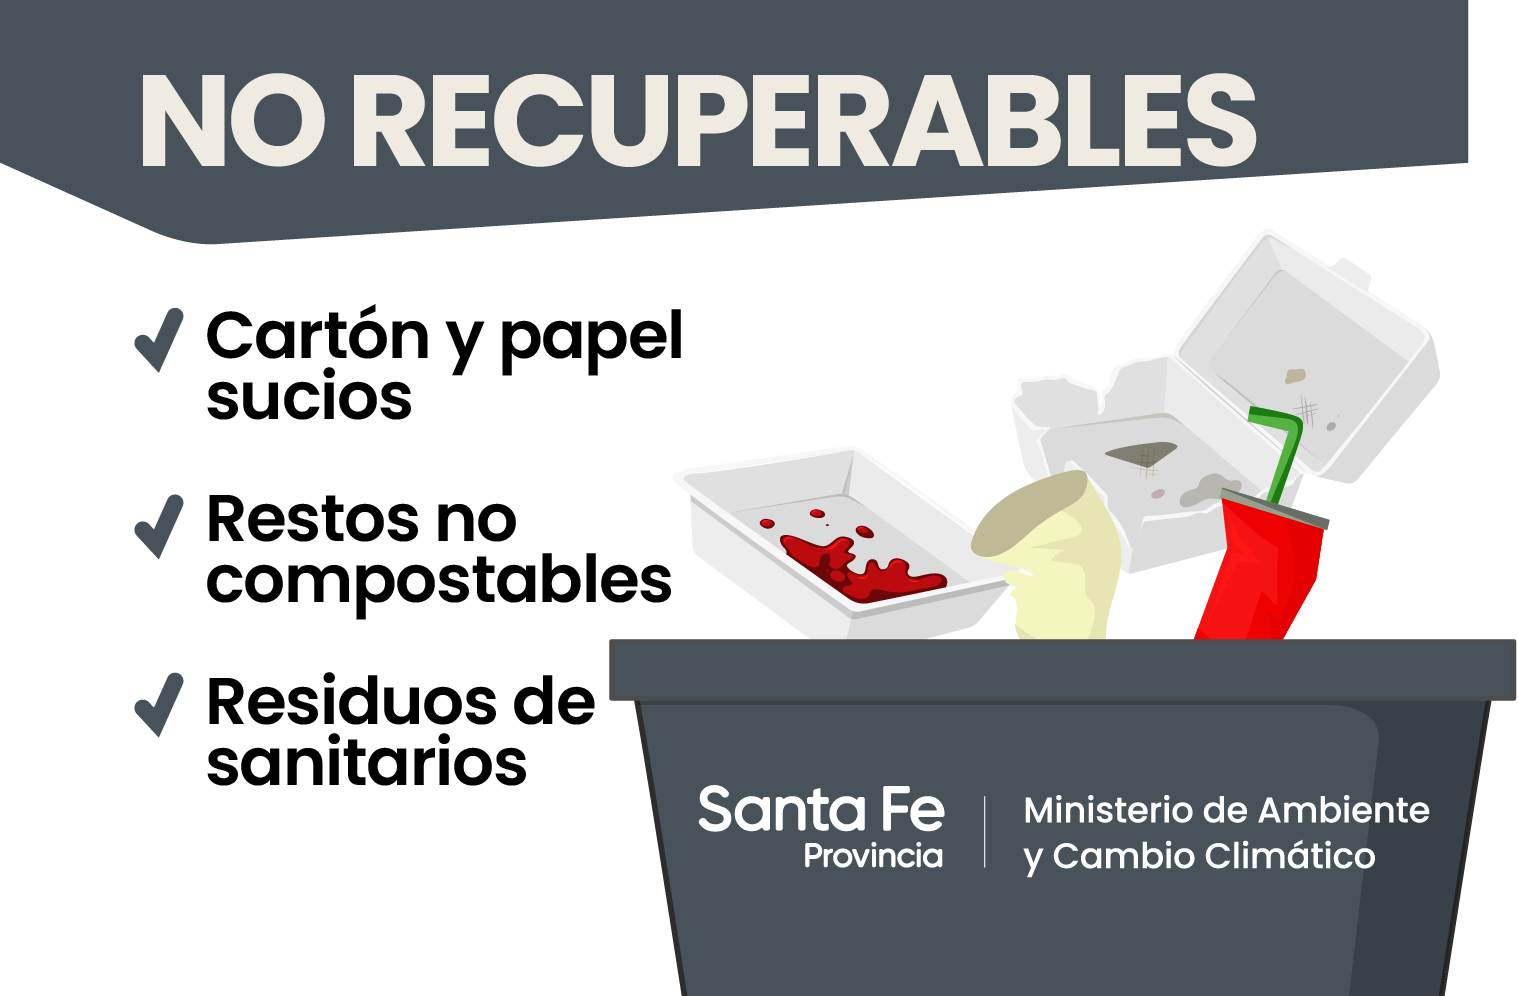 NO RECUPERABLES
Cartón y papel
sucios
Restos no
compostables
Residuos de
sanitarios
Santa Fe
Provincia
Ministerio de Ambiente
y Cambio Climático